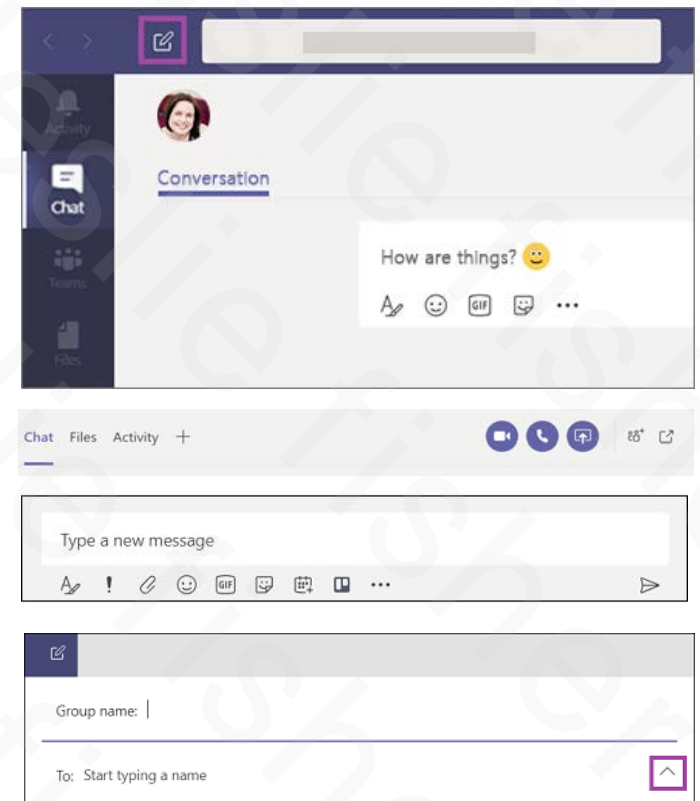 Activity
Conversation
Chat
How are things?
GIF
Teams
Files
Chat Files Activity +
Type a new message
GIF
Group name:
To: Start typing a name